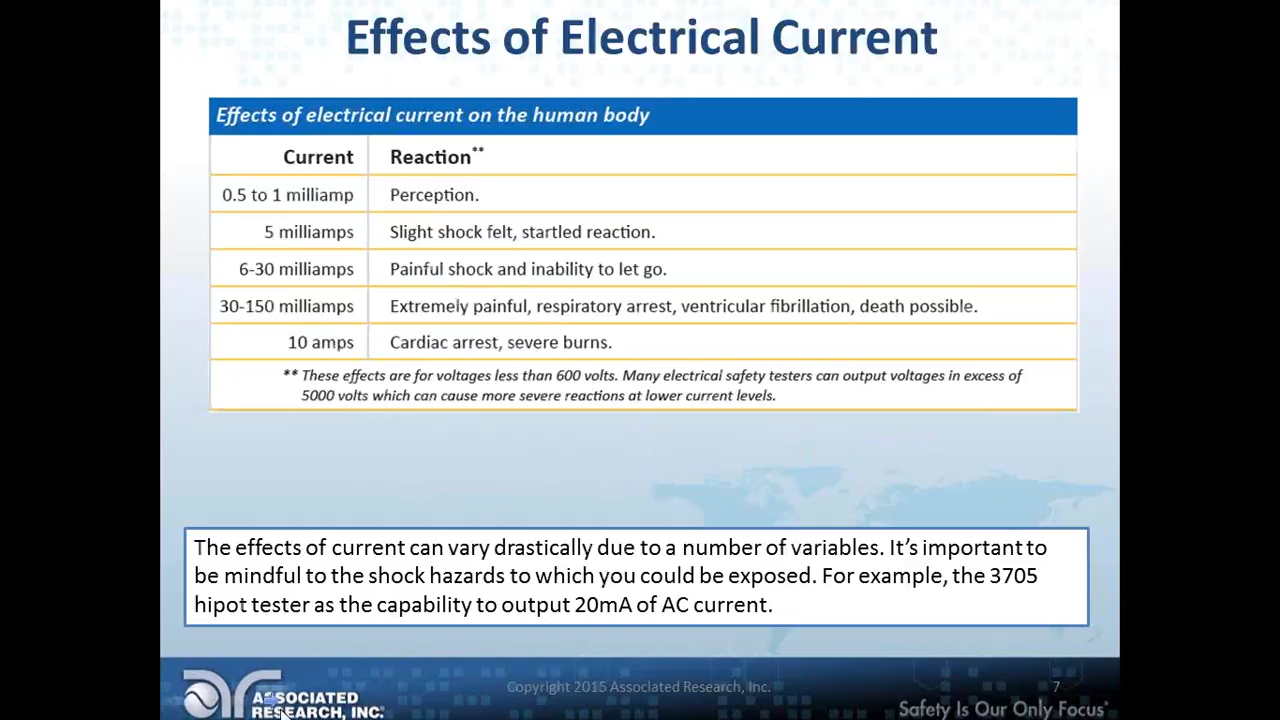 Effects of Electrical Current
Effects of electrical current on the human body
Current Reaction**
0.5 to 1 milliamp Perception.
5 milliamps Slight shock felt, startled reaction.
6-30 milliamps Painful shock and inability to let go.
30-150 milliamps Extremely painful, respiratory arrest, ventricular fibrillation, death possible.
10 amps Cardiac arrest, severe burns.
** These effects are for voltages less than 600 volts. Many electrical safety testers can output voltages in excess of
5000 volts which can cause more severe reactions at lower current levels.
The effects of current can vary drastically due to a number of variables. It's important to
be mindful to the shock hazards to which you could be exposed. For example, the 3705
hipot tester as the capability to output 20mA of AC current.
ASSOCIATED
RESEARCH, INC.
Copyright 2015 Associated Research, Inc.
7
Safety Is Our Only Focus